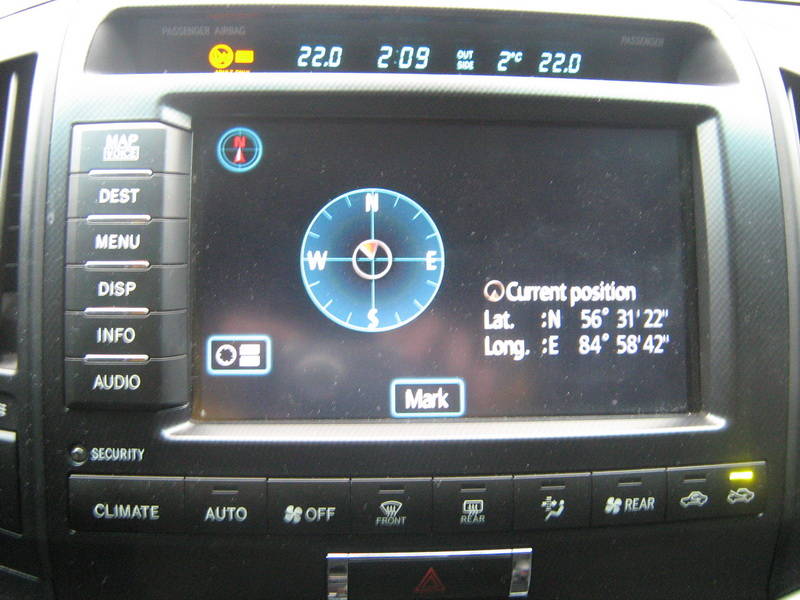 PASSENGER AIRBAG
PASSENGER
22.0 2:09 OUT SIDE 2°C 22.0
MAP
VOICE
DEST
MENU
DISP
INFO
AUDIO
N
N
W E
S
Current position
Lat. :N 56° 31'22"
Long. :E 84° 58'42"
Mark
SECURITY
CLIMATE AUTO OFF FRONT REAR REAR